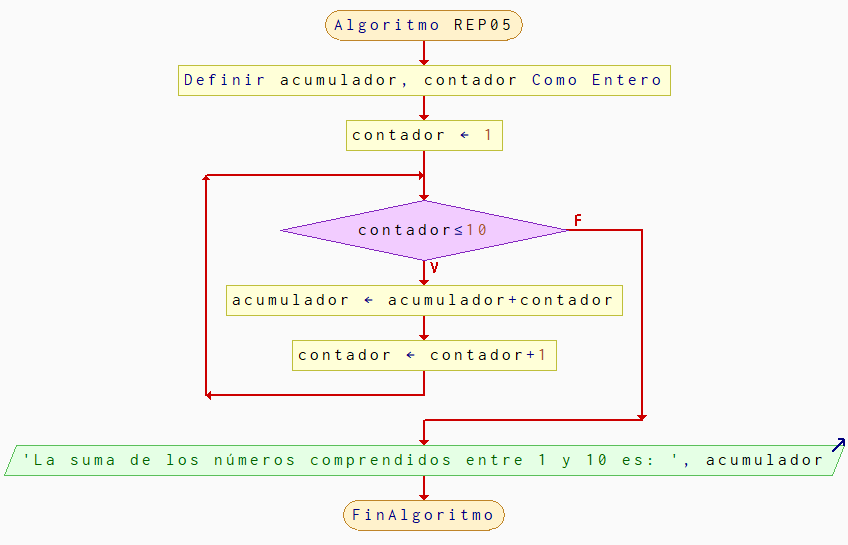 Algoritmo REP05
Definir acumulador, contador Como Entero
contador ← 1
contador≤10
F
V
acumulador ← acumulador+contador
contador ← contador+1
'La suma de los números comprendidos entre 1 y 10 es: ', acumulador
FinAlgoritmo